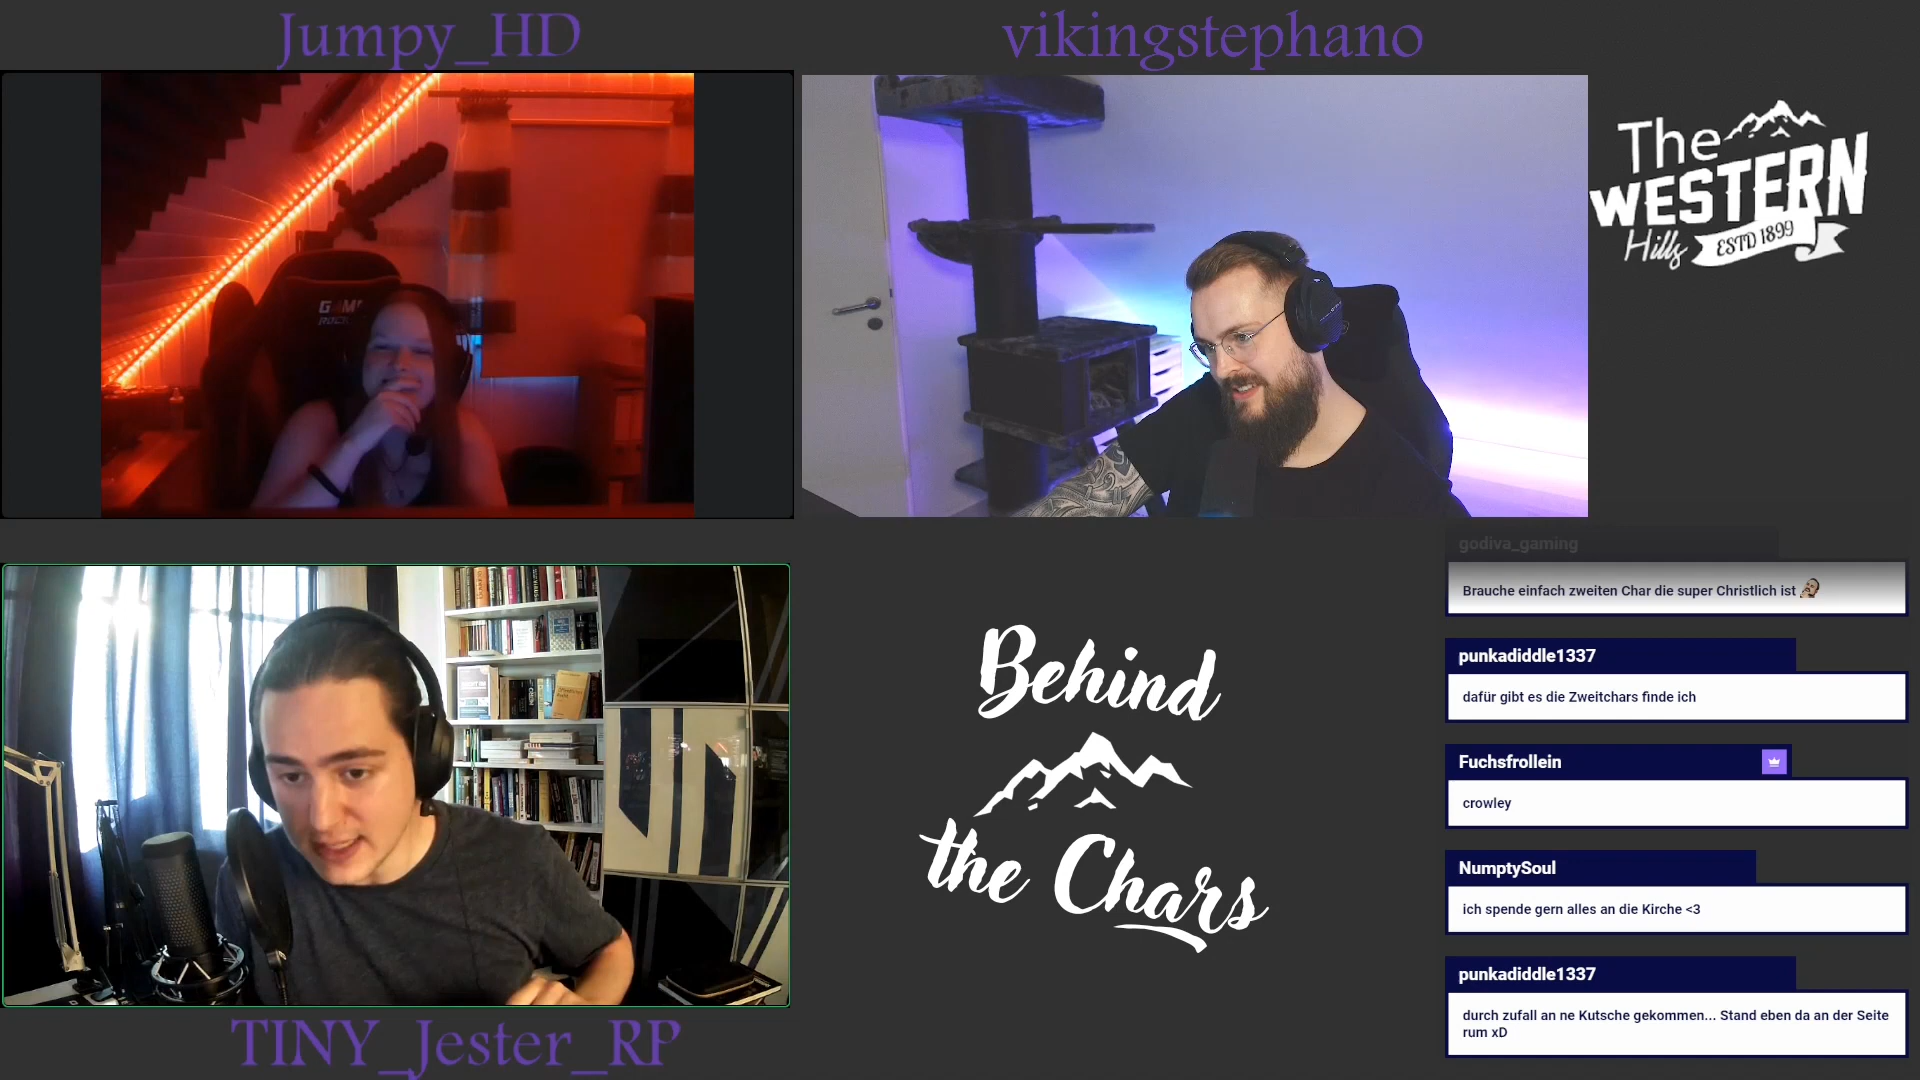 Jumpy_HD
vikingstephano
The
WESTERN
Hills
ESTD 1899
godiva_gaming
Brauche einfach zweiten Char die super Christlich ist
punkadiddle1337
dafür gibt es die Zweitchars finde ich
Fuchsfrollein
crowley
NumptySoul
ich spende gern alles an die Kirche <3
punkadiddle1337
durch zufall an ne Kutsche gekommen... Stand eben da an der Seite
rum xD
Behind
the Chars
TINY_Jester_RP